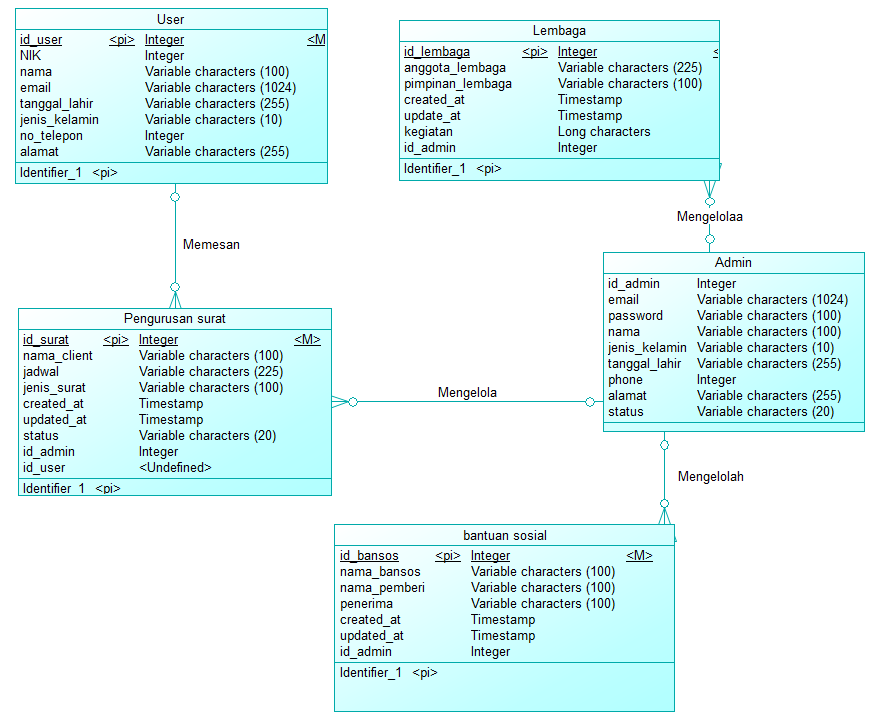 User
id_user <pi> Integer <M
NIK Integer
nama Variable characters (100)
email Variable characters (1024)
tanggal_lahir Variable characters (255)
jenis_kelamin Variable characters (10)
no_telepon Integer
alamat Variable characters (255)
Identifier_1 <pi>
Lembaga
id_lembaga <pi> Integer <
anggota_lembaga Variable characters (225)
pimpinan_lembaga Variable characters (100)
created_at Timestamp
update_at Timestamp
kegiatan Long characters
id_admin Integer
Identifier_1 <pi>
Memesan
Mengelolaa
Pengurusan surat
id_surat <pi> Integer <M>
nama_client Variable characters (100)
jadwal Variable characters (225)
jenis_surat Variable characters (100)
created_at Timestamp
updated_at Timestamp
status Variable characters (20)
id_admin Integer
id_user <Undefined>
Identifier_1 <pi>
Mengelola
Admin
id_admin Integer
email Variable characters (1024)
password Variable characters (100)
nama Variable characters (100)
jenis_kelamin Variable characters (10)
tanggal_lahir Variable characters (255)
phone Integer
alamat Variable characters (255)
status Variable characters (20)
Mengelolah
bantuan sosial
id_bansos <pi> Integer <M>
nama_bansos Variable characters (100)
nama_pemberi Variable characters (100)
penerima Variable characters (100)
created_at Timestamp
updated_at Timestamp
id_admin Integer
Identifier_1 <pi>